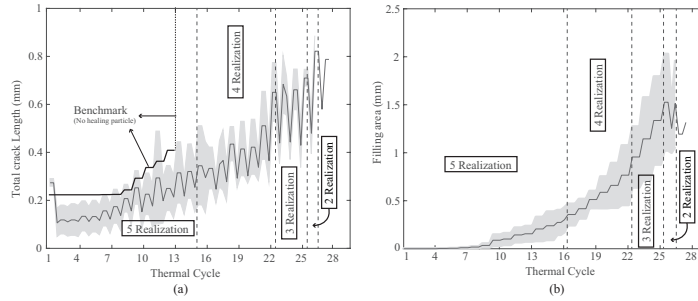 1
0.8
0.6
0.4
0.2
0
Total crack Length (mm)
Benchmark
(No healing particle)
5 Realization
4 Realization
3 Realization
2 Realization
1 4 7 10 13 16 19 22 25 28
Thermal Cycle
(a)
2.5
2.0
1.5
1.0
0.5
0
Filling area (mm)
5 Realization
4 Realization
3 Realization
2 Realization
1 4 7 10 13 16 19 22 25 28
Thermal Cycle
(b)